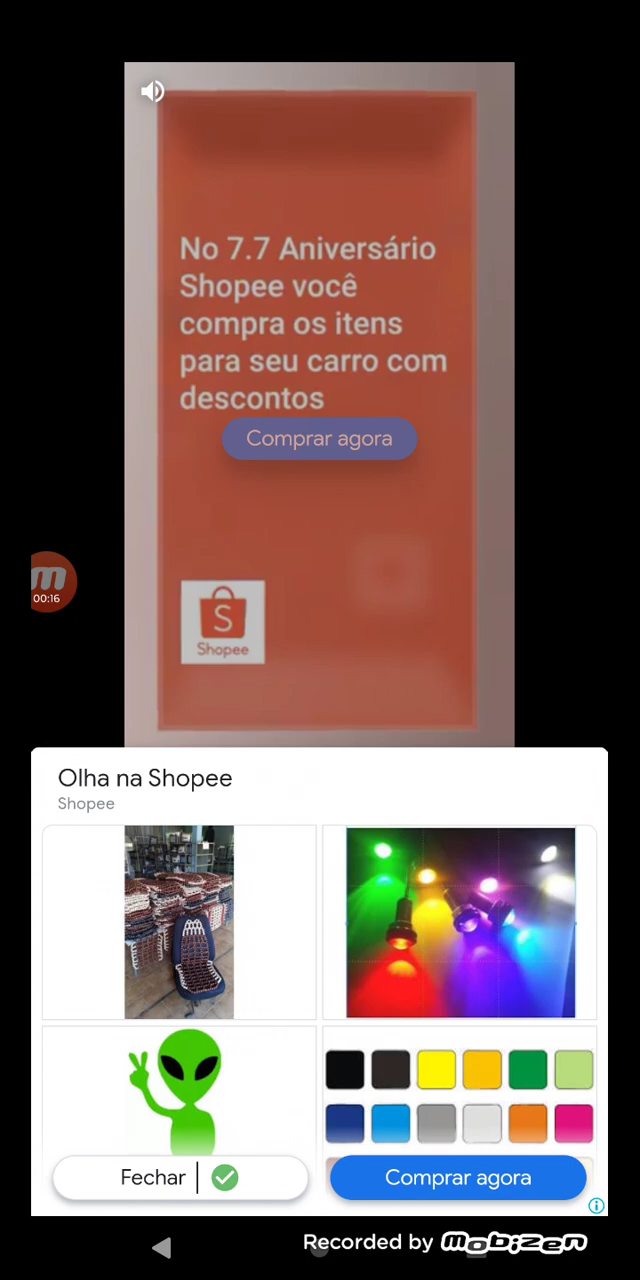 No 7.7 Aniversário
Shopee você
compra os itens
para seu carro com
descontos
Comprar agora
m
00:16
S
Shopee
Olha na Shopee
Shopee
Fechar
Comprar agora
Recorded by mobizen